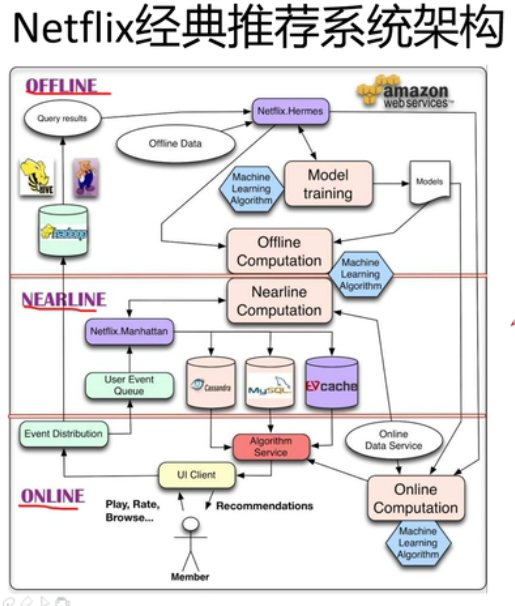 Netflix经典推荐系统架构
OFFLINE
amazon
web services™
Query results
Netflix.Hermes
Offline Data
Machine
Learning
Algorithm
Model
training
Models
HIVE
hadoop
Offline
Computation
Machine
Learning
Algorithm
NEARLINE
Nearline
Computation
Netflix.Manhattan
User Event
Queue
Cassandra
MySQL
EVcache
Event Distribution
Algorithm
Service
Online
Data Service
UI Client
ONLINE
Play, Rate,
Browse...
Recommendations
Online
Computation
Machine
Learning
Algorithm
Member